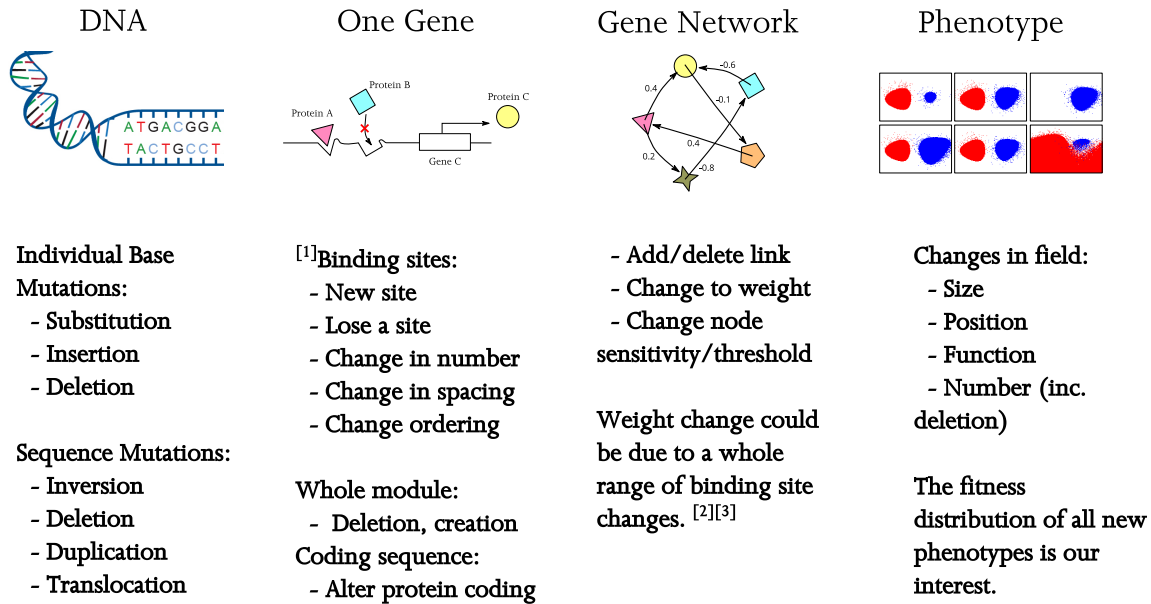 DNA
One Gene
Gene Network
Phenotype
ATGACGGA
TACTGCCT
Protein A
Protein B
Protein C
Gene C
-0.6
0.4
-0.1
0.4
0.2
-0.8
Individual Base
Mutations:
- Substitution
- Insertion
- Deletion
Sequence Mutations:
- Inversion
- Deletion
- Duplication
- Translocation
[1]Binding sites:
- New site
- Lose a site
- Change in number
- Change in spacing
- Change ordering
Whole module:
- Deletion, creation
Coding sequence:
- Alter protein coding
- Add/delete link
- Change to weight
- Change node
sensitivity/threshold
Weight change could
be due to a whole
range of binding site
changes. [2][3]
Changes in field:
- Size
- Position
- Function
- Number (inc.
deletion)
The fitness
distribution of all new
phenotypes is our
interest.